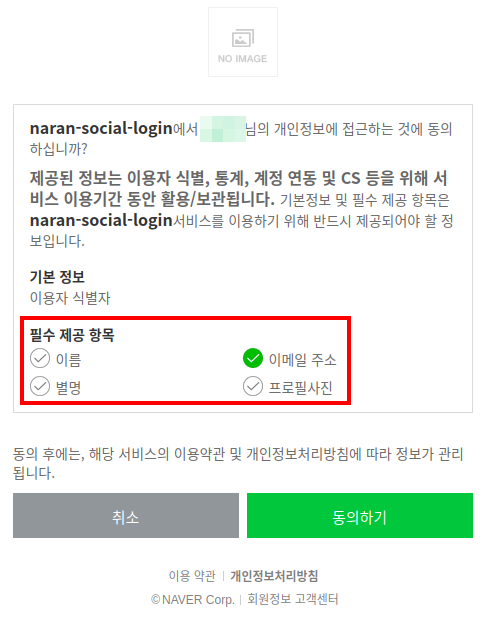 NO IMAGE
naran-social-login에서 님의 개인정보에 접근하는 것에 동의
하십니까?
제공된 정보는 이용자 식별, 통계, 계정 연동 및 CS 등을 위해 서
비스 이용기간 동안 활용/보관됩니다. 기본정보 및 필수 제공 항목은
naran-social-login서비스를 이용하기 위해 반드시 제공되어야 할 정
보입니다.
기본 정보
이용자 식별자
필수 제공 항목
이름 이메일 주소
별명 프로필사진
동의 후에는, 해당 서비스의 이용약관 및 개인정보처리방침에 따라 정보가 관리
됩니다.
취소 동의하기
이용 약관 | 개인정보처리방침
© NAVER Corp. | 회원정보 고객센터